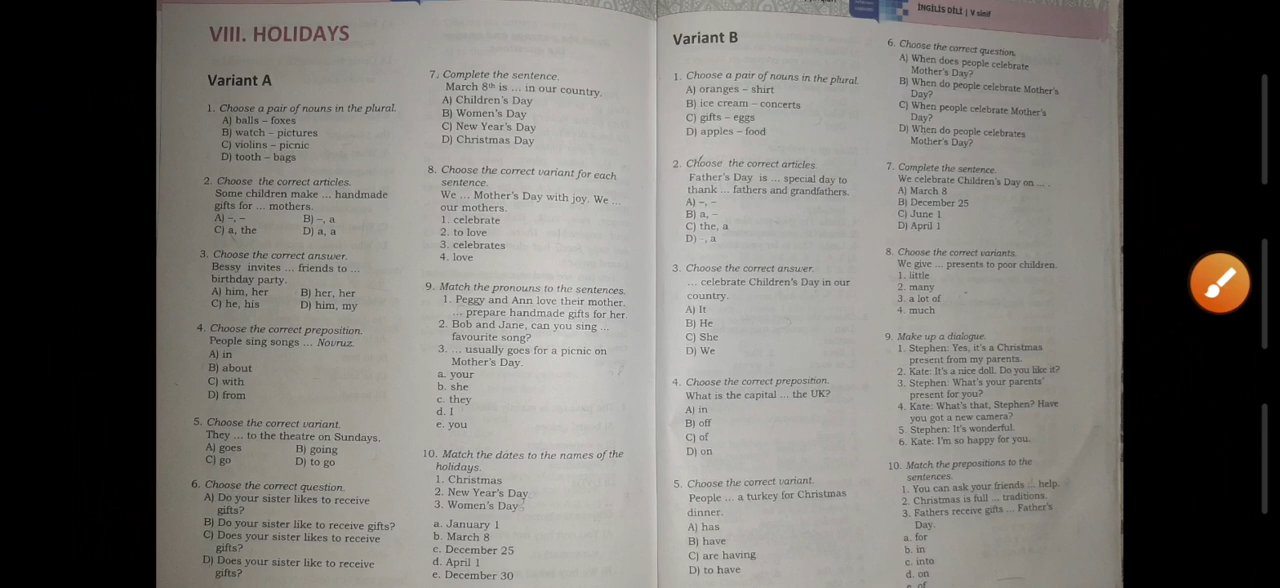 VIII. HOLIDAYS
Variant A
1. Choose a pair of nouns in the plural.
A) balls – foxes
B) watch – pictures
C) violins – picnic
D) tooth – bags
2. Choose the correct articles.
Some children make ... handmade
gifts for ... mothers.
A) –, – B) –, a
C) a, the D) a, a
3. Choose the correct answer.
Bessy invites ... friends to ...
birthday party.
A) him, her B) her, her
C) he, his D) him, my
4. Choose the correct preposition.
People sing songs ... Novruz.
A) in
B) about
C) with
D) from
5. Choose the correct variant.
They ... to the theatre on Sundays.
A) goes B) going
C) go D) to go
6. Choose the correct question.
A) Do your sister likes to receive
gifts?
B) Do your sister like to receive gifts?
C) Does your sister likes to receive
gifts?
D) Does your sister like to receive
gifts?
7. Complete the sentence.
March 8th is ... in our country.
A) Children's Day
B) Women's Day
C) New Year's Day
D) Christmas Day
8. Choose the correct variant for each
sentence.
We ... Mother's Day with joy. We ...
our mothers.
1. celebrate
2. to love
3. celebrates
4. love
9. Match the pronouns to the sentences.
1. Peggy and Ann love their mother.
... prepare handmade gifts for her.
2. Bob and Jane, can you sing ...
favourite song?
3. ... usually goes for a picnic on
Mother's Day.
a. your
b. she
c. they
d. I
e. you
10. Match the dates to the names of the
holidays.
1. Christmas
2. New Year's Day
3. Women's Day
a. January 1
b. March 8
c. December 25
d. April 1
e. December 30
İNGİLİS DİLİ | V sinif
Variant B
1. Choose a pair of nouns in the plural.
A) oranges – shirt
B) ice cream – concerts
C) gifts – eggs
D) apples – food
2. Choose the correct articles.
Father's Day is ... special day to
thank ... fathers and grandfathers.
A) –, –
B) a, –
C) the, a
D) –, a
3. Choose the correct answer.
... celebrate Children's Day in our
country.
A) It
B) He
C) She
D) We
4. Choose the correct preposition.
What is the capital ... the UK?
A) in
B) off
C) of
D) on
5. Choose the correct variant.
People ... a turkey for Christmas
dinner.
A) has
B) have
C) are having
D) to have
6. Choose the correct question.
A) When does people celebrate
Mother's Day?
B) When do people celebrate Mother's
Day?
C) When people celebrate Mother's
Day?
D) When do people celebrates
Mother's Day?
7. Complete the sentence.
We celebrate Children's Day on ... .
A) March 8
B) December 25
C) June 1
D) April 1
8. Choose the correct variants.
We give ... presents to poor children.
1. little
2. many
3. a lot of
4. much
9. Make up a dialogue.
1. Stephen: Yes, it's a Christmas
present from my parents.
2. Kate: It's a nice doll. Do you like it?
3. Stephen: What's your parents'
present for you?
4. Kate: What's that, Stephen? Have
you got a new camera?
5. Stephen: It's wonderful.
6. Kate: I'm so happy for you.
10. Match the prepositions to the
sentences.
1. You can ask your friends ... help.
2. Christmas is full ... traditions.
3. Fathers receive gifts ... Father's
Day.
a. for
b. in
c. into
d. on
e. of